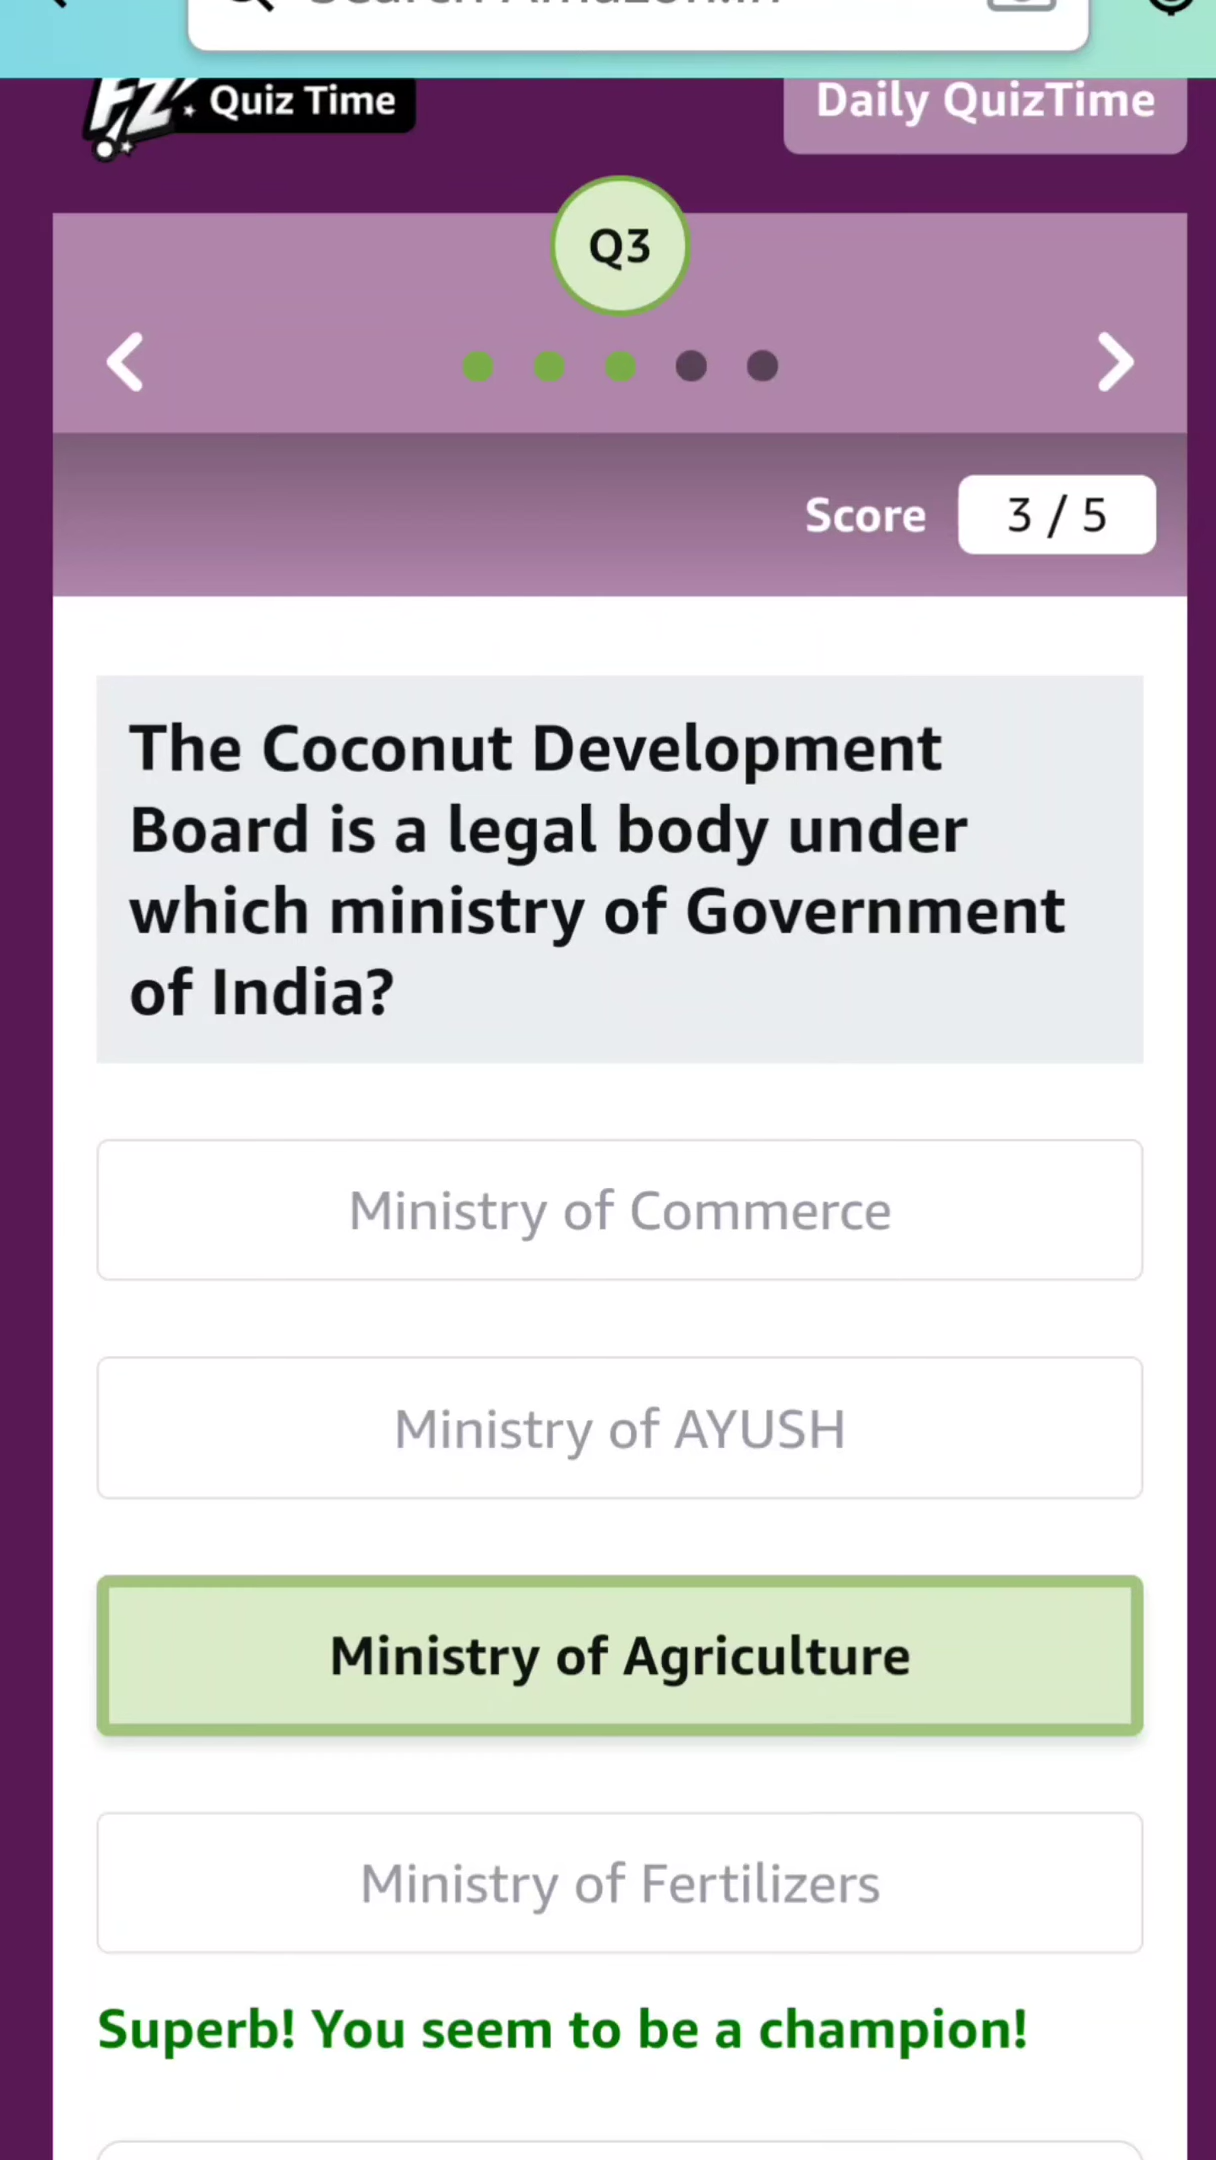 FZ Quiz Time
Daily QuizTime
Q3
Score 3 / 5
The Coconut Development
Board is a legal body under
which ministry of Government
of India?
Ministry of Commerce
Ministry of AYUSH
Ministry of Agriculture
Ministry of Fertilizers
Superb! You seem to be a champion!